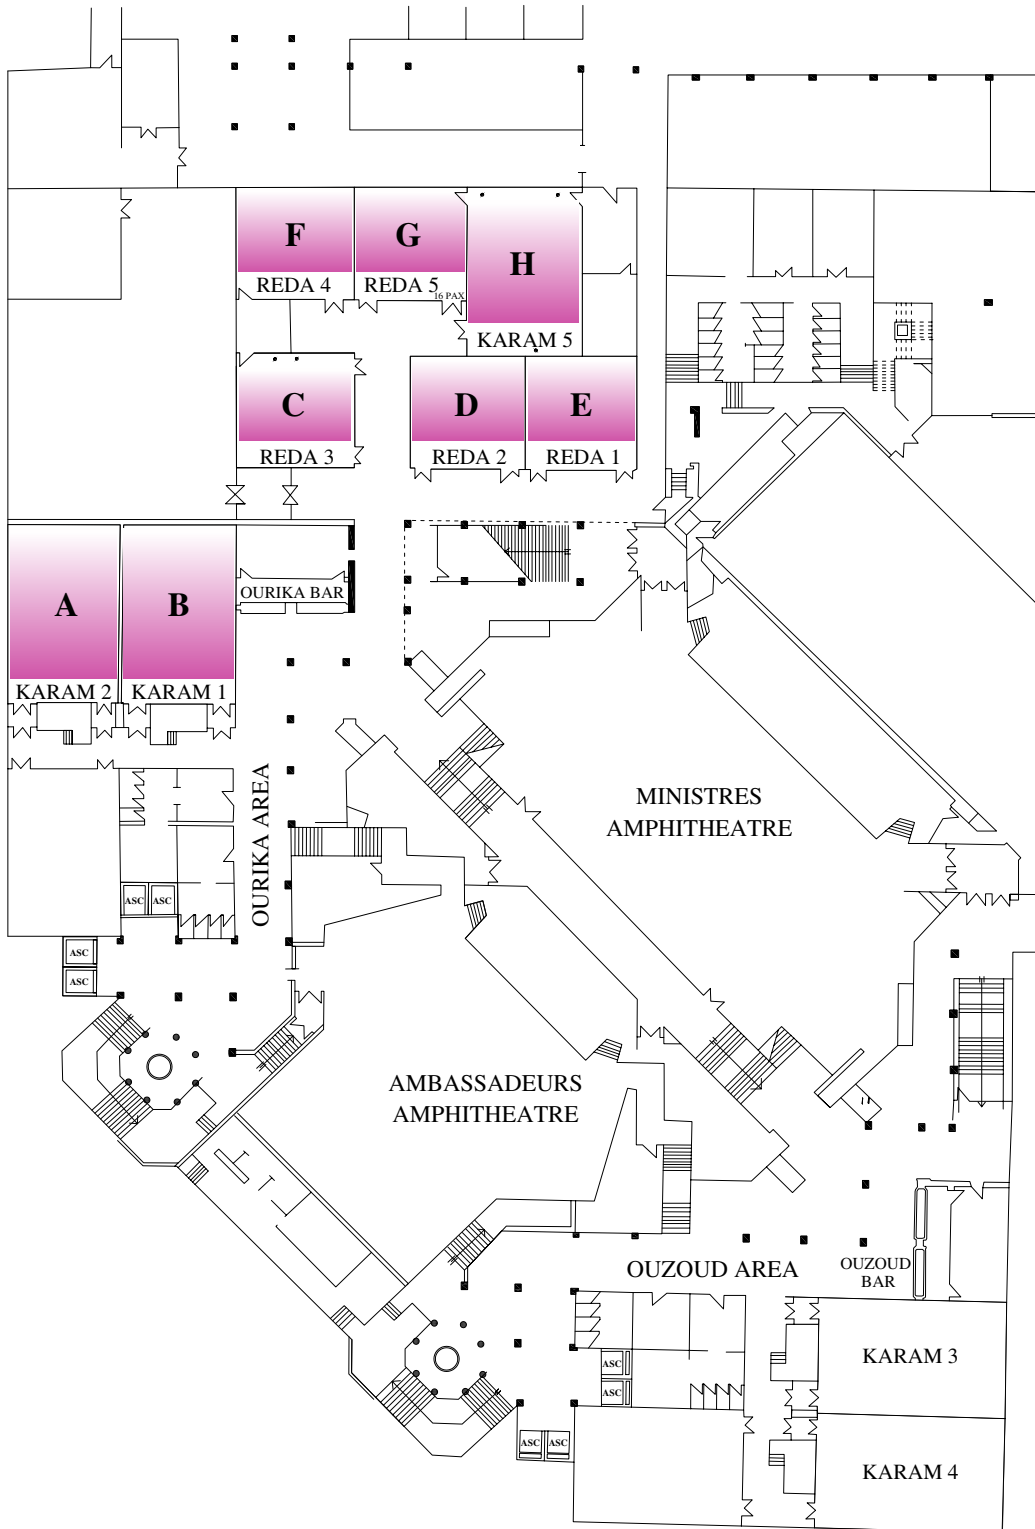 F
G
H
REDA 4
REDA 5
16 PAX
KARAM 5
C
D
E
REDA 3
REDA 2
REDA 1
A
B
OURIKA BAR
KARAM 2
KARAM 1
OURIKA AREA
MINISTRES
AMPHITHEATRE
ASC
ASC
ASC
ASC
AMBASSADEURS
AMPHITHEATRE
OUZOUD AREA
OUZOUD
BAR
KARAM 3
ASC
ASC
ASC
ASC
KARAM 4